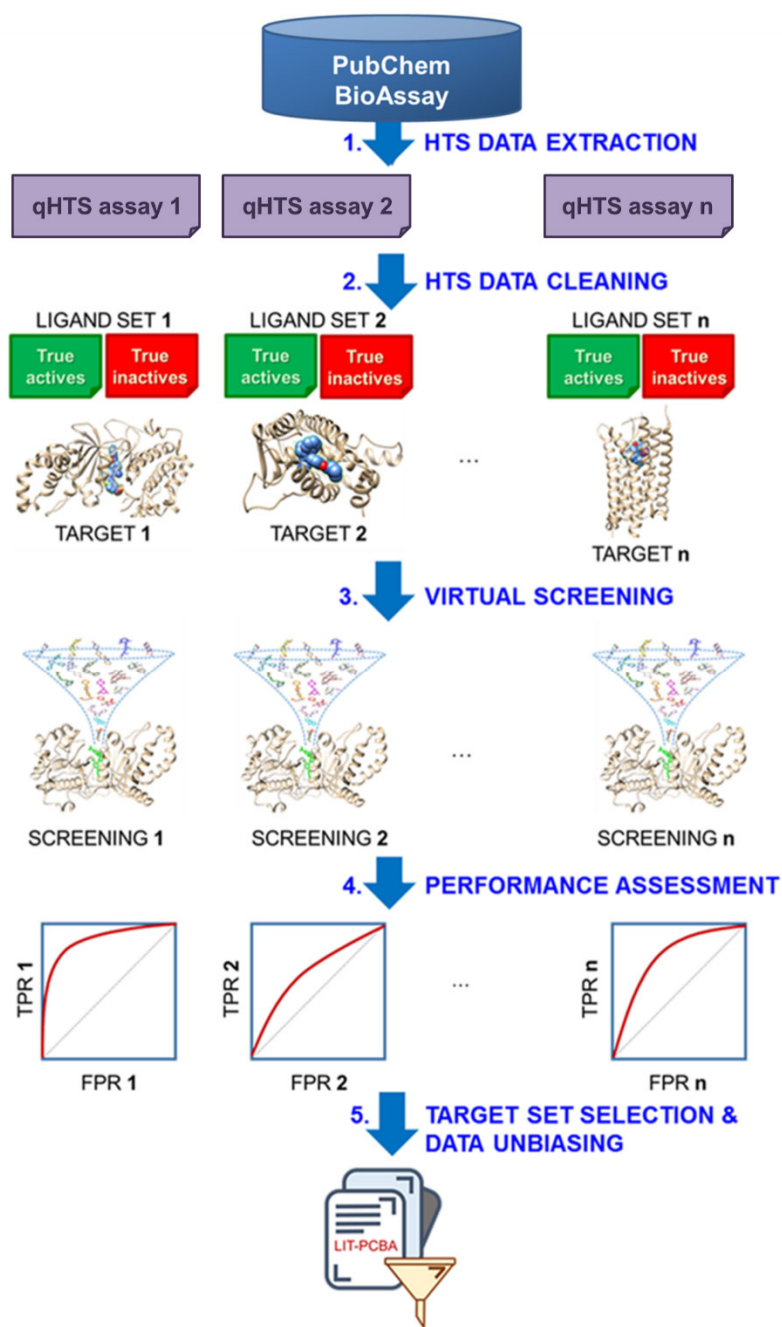 PubChem
BioAssay
1. HTS DATA EXTRACTION
qHTS assay 1
qHTS assay 2
qHTS assay n
2. HTS DATA CLEANING
LIGAND SET 1
LIGAND SET 2
LIGAND SET n
True
actives
True
inactives
True
actives
True
inactives
True
actives
True
inactives
...
TARGET 1
TARGET 2
TARGET n
3. VIRTUAL SCREENING
...
SCREENING 1
SCREENING 2
SCREENING n
4. PERFORMANCE ASSESSMENT
TPR 1
TPR 2
...
TPR n
FPR 1
FPR 2
FPR n
5. TARGET SET SELECTION &
DATA UNBIASING
LIT-PCBA